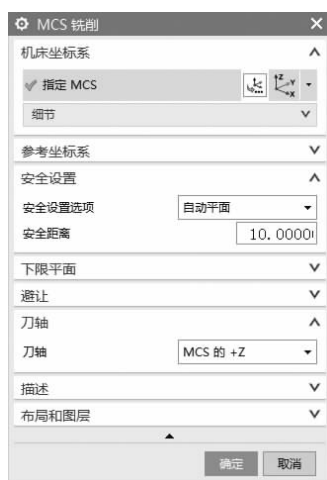 MCS 铣削
机床坐标系
指定 MCS
Z Y X
细节
参考坐标系
安全设置
安全设置选项 自动平面
安全距离 10.0000
下限平面
避让
刀轴
刀轴 MCS 的 +Z
描述
布局和图层
确定 取消